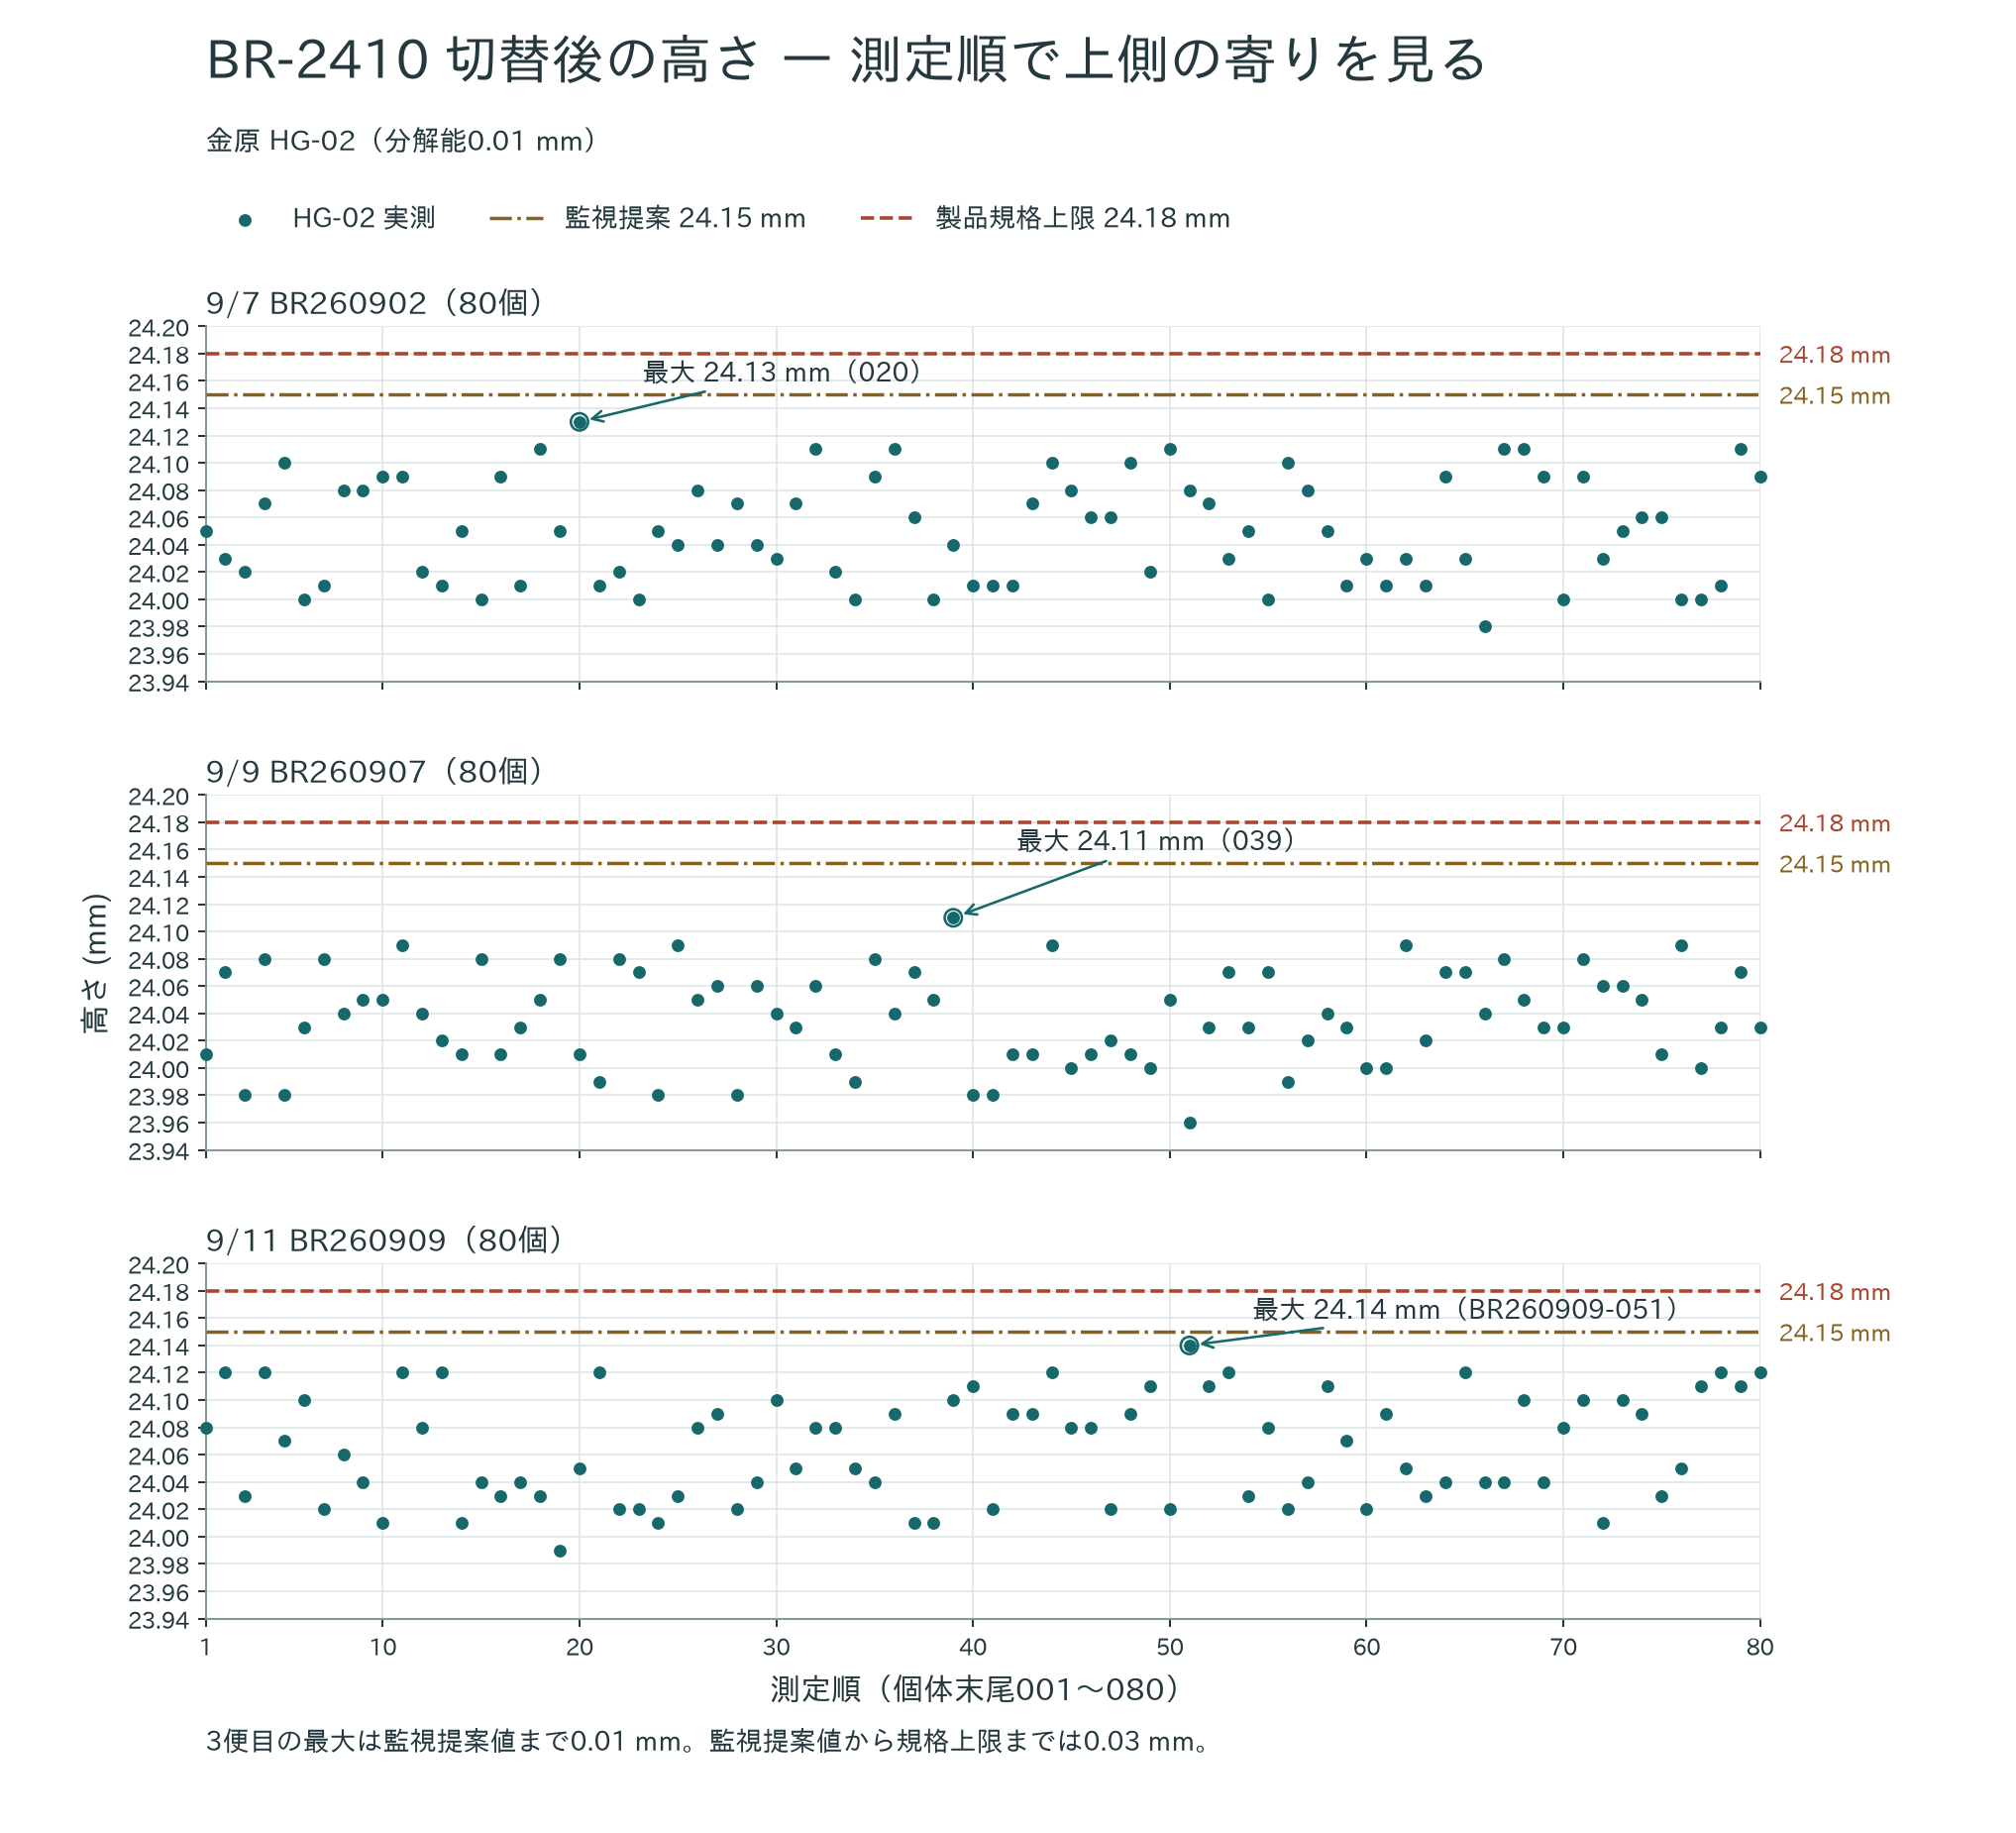 BR-2410 切替後の高さ — 測定順で上側の寄りを見る
金原 HG-02（分解能0.01 mm）
HG-02 実測
監視提案 24.15 mm
製品規格上限 24.18 mm
9/7 BR260902（80個）
24.20
24.18
24.16
24.14
24.12
24.10
24.08
24.06
24.04
24.02
24.00
23.98
23.96
23.94
最大 24.13 mm（020）
24.18 mm
24.15 mm
9/9 BR260907（80個）
24.20
24.18
24.16
24.14
24.12
24.10
24.08
24.06
24.04
24.02
24.00
23.98
23.96
23.94
最大 24.11 mm（039）
24.18 mm
24.15 mm
高さ (mm)
9/11 BR260909（80個）
24.20
24.18
24.16
24.14
24.12
24.10
24.08
24.06
24.04
24.02
24.00
23.98
23.96
23.94
最大 24.14 mm（BR260909-051）
24.18 mm
24.15 mm
1 10 20 30 40 50 60 70 80
測定順（個体末尾001～080）
3便目の最大は監視提案値まで0.01 mm。監視提案値から規格上限までは0.03 mm。